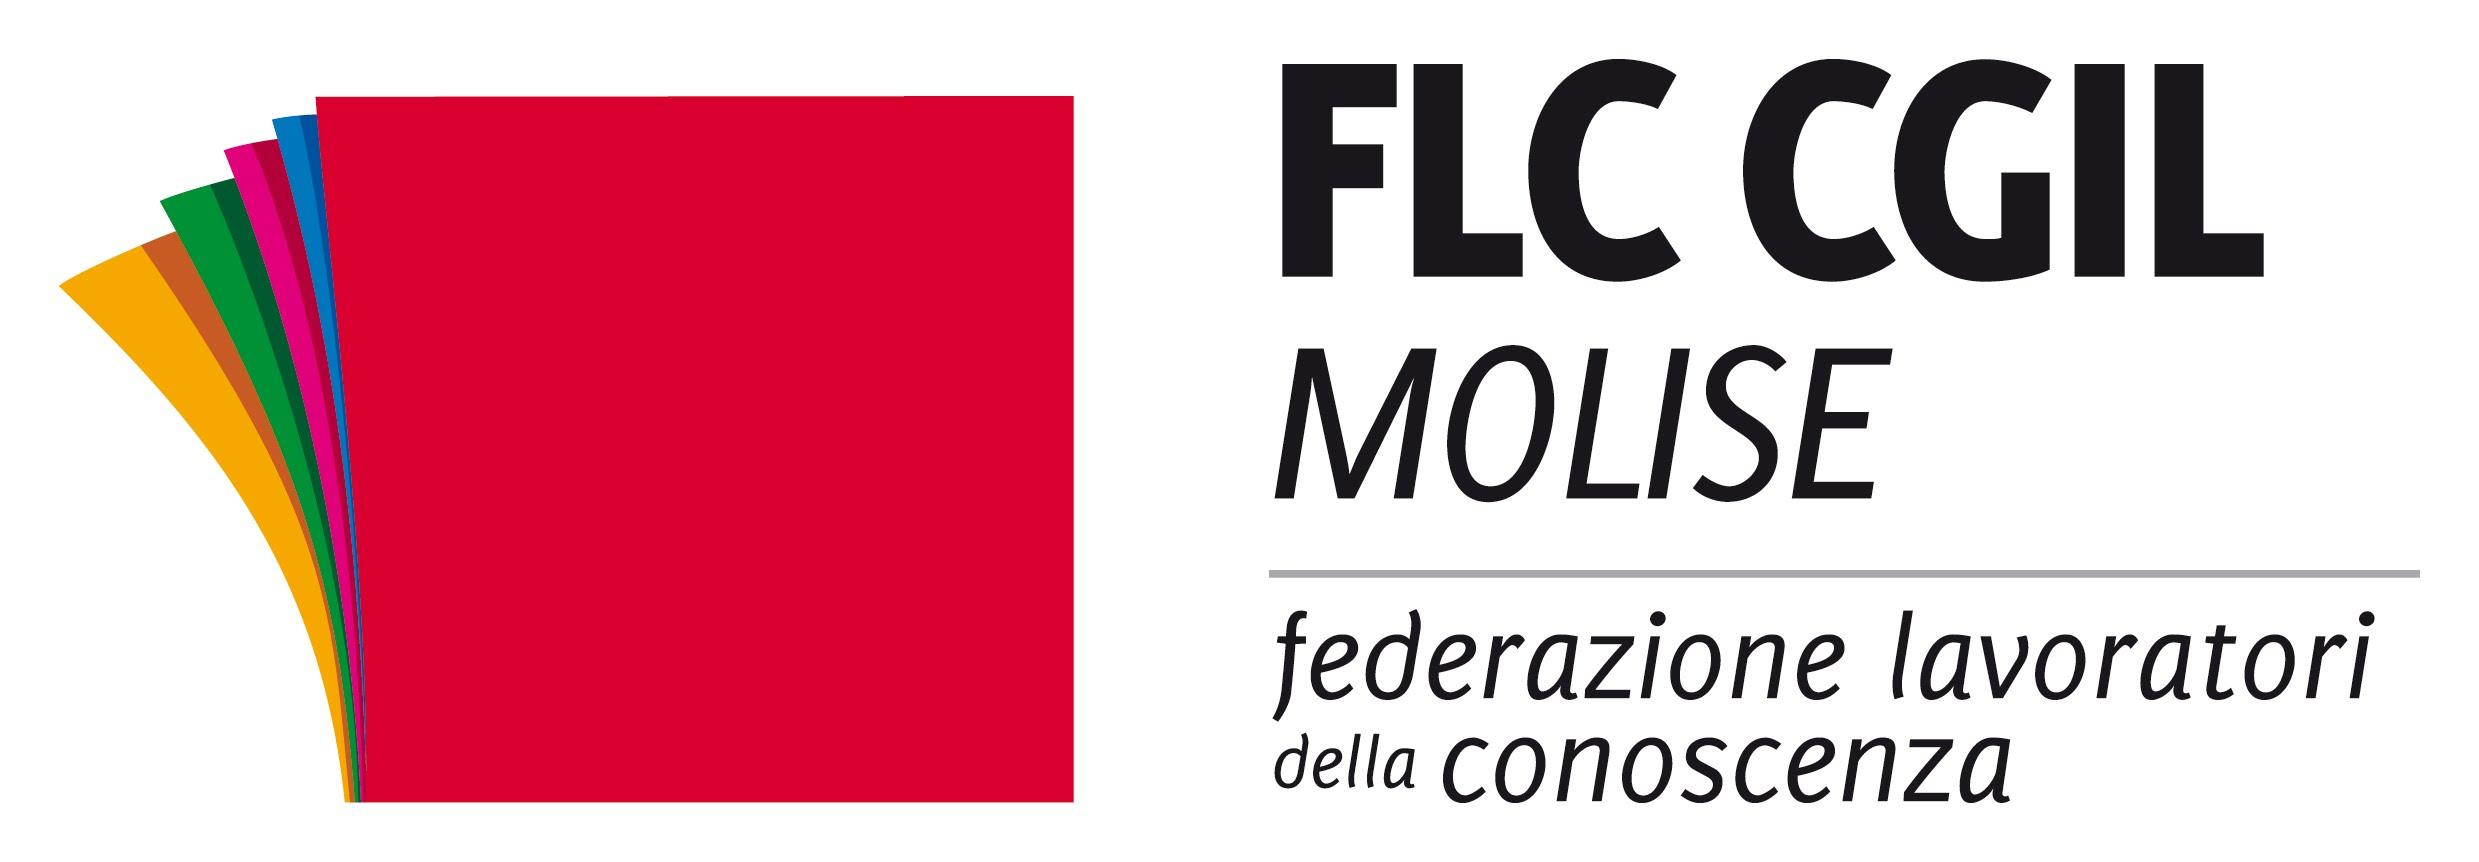 FLC CGIL
MOLISE
federazione lavoratori
della conoscenza